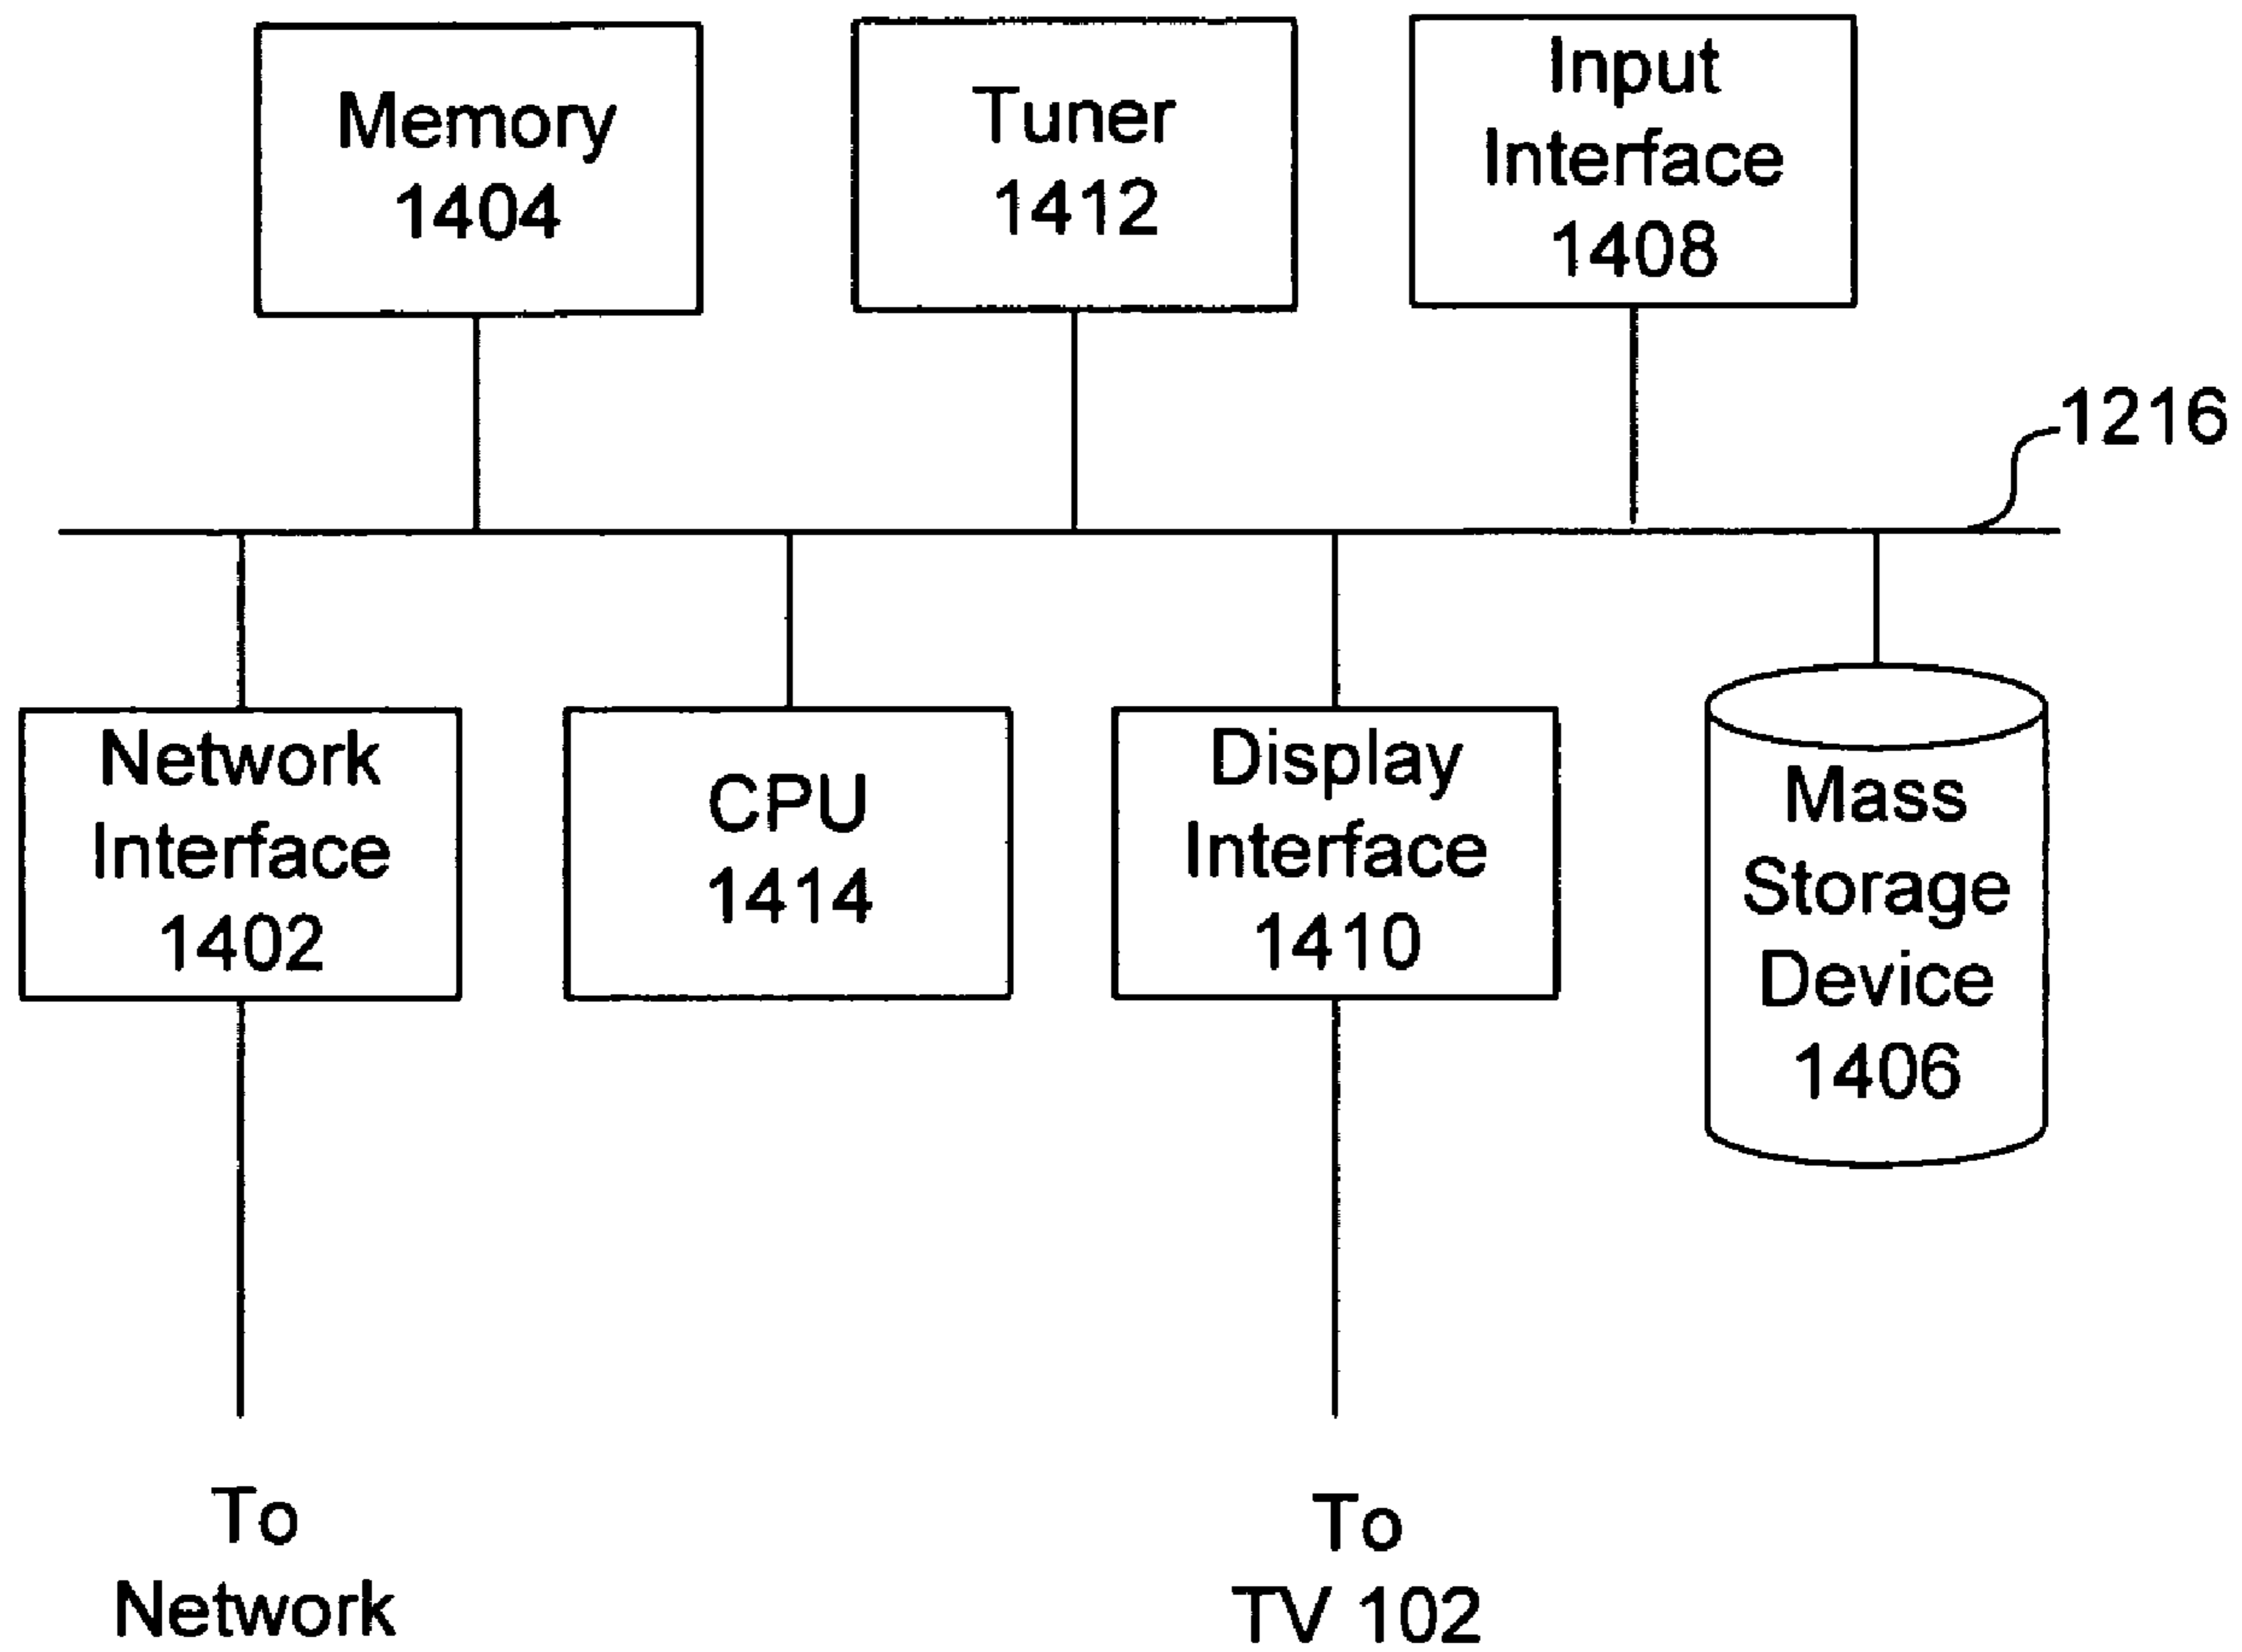 Memory
1404
Tuner
1412
Input
Interface
1408
1216
Network
Interface
1402
CPU
1414
Display
Interface
1410
Mass
Storage
Device
1406
To
Network
To
TV 102